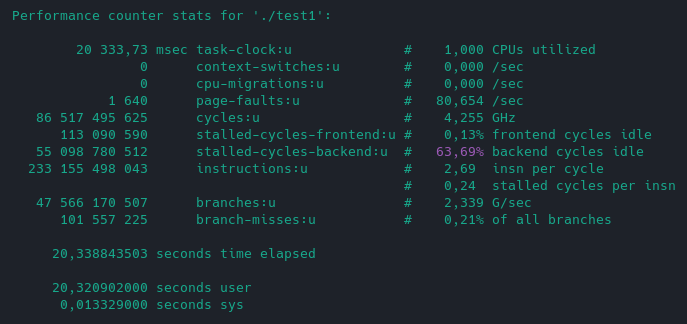 Performance counter stats for './test1':
20 333,73 msec task-clock:u # 1,000 CPUs utilized
0 context-switches:u # 0,000 /sec
0 cpu-migrations:u # 0,000 /sec
1 640 page-faults:u # 80,654 /sec
86 517 495 625 cycles:u # 4,255 GHz
113 090 590 stalled-cycles-frontend:u # 0,13% frontend cycles idle
55 098 780 512 stalled-cycles-backend:u # 63,69% backend cycles idle
233 155 498 043 instructions:u # 2,69 insn per cycle
# 0,24 stalled cycles per insn
47 566 170 507 branches:u # 2,339 G/sec
101 557 225 branch-misses:u # 0,21% of all branches
20,338843503 seconds time elapsed
20,320902000 seconds user
0,013329000 seconds sys